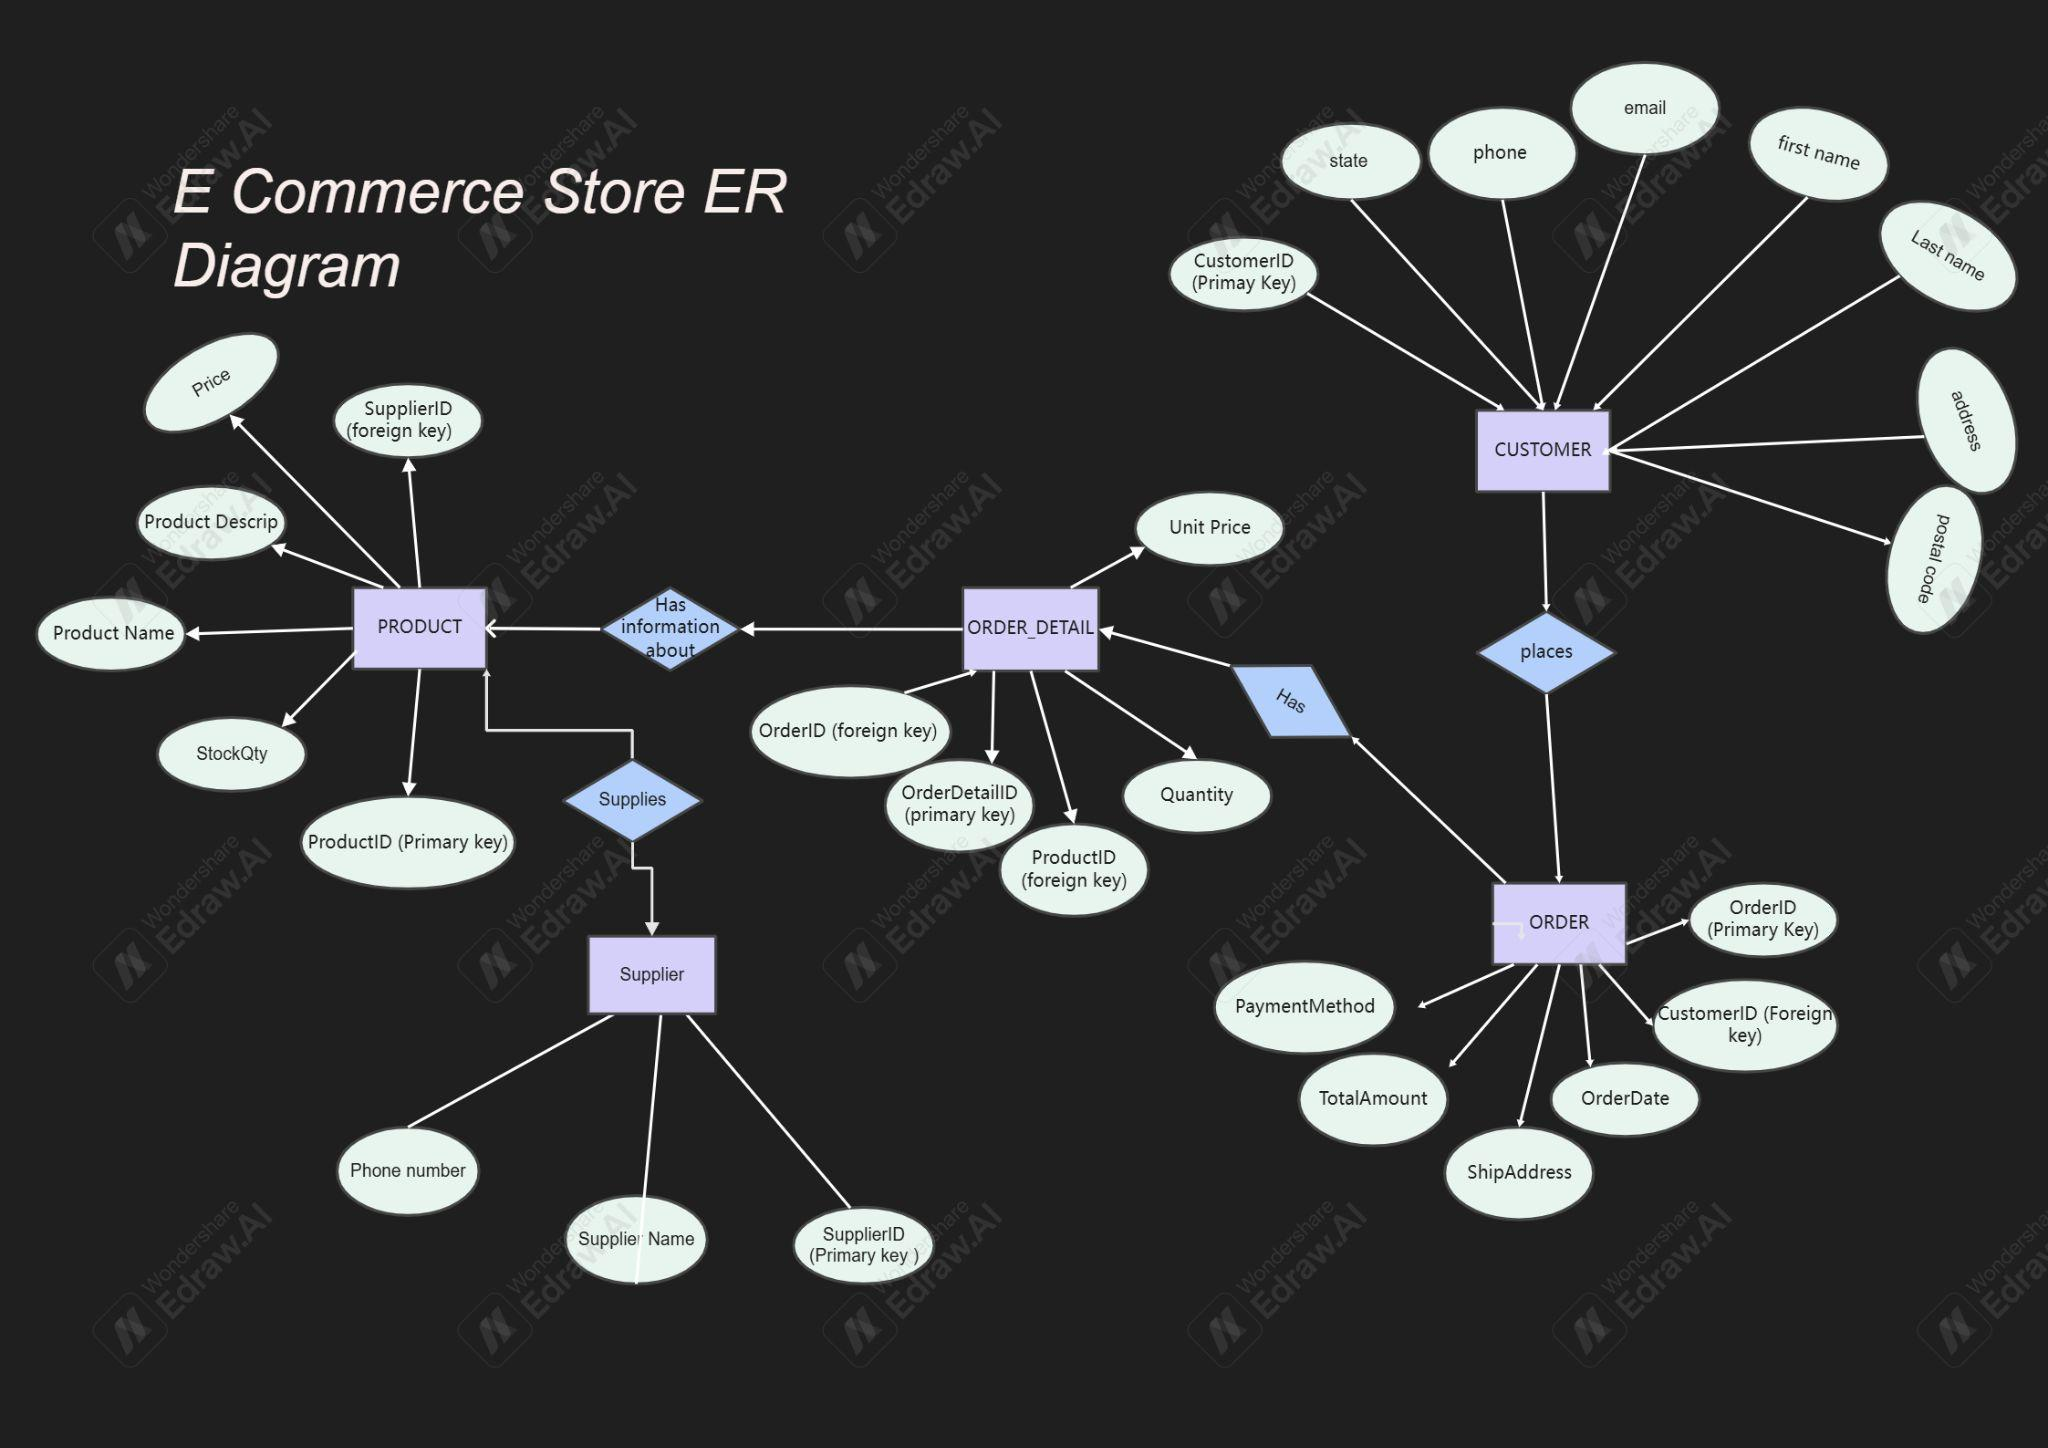 E Commerce Store ER
Diagram
email
state
phone
first name
Last name
CustomerID
(Primay Key)
address
CUSTOMER
postal code
Price
SupplierID
(foreign key)
Product Descrip
Product Name
PRODUCT
StockQty
ProductID (Primary key)
Has
information
about
Unit Price
ORDER_DETAIL
OrderID (foreign key)
OrderDetailID
(primary key)
ProductID
(foreign key)
Quantity
Has
places
Supplies
Supplier
Phone number
Supplier Name
SupplierID
(Primary key )
ORDER
OrderID
(Primary Key)
CustomerID (Foreign
key)
PaymentMethod
TotalAmount
OrderDate
ShipAddress
Wondershare
Edraw.AI